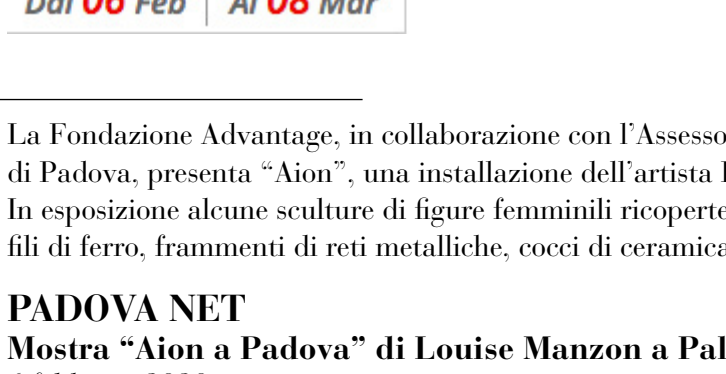 Dal 06 Feb Al 08 Mar
La Fondazione Advantage, in collaborazione con l’Assesso
di Padova, presenta “Aion”, una installazione dell’artista
In esposizione alcune sculture di figure femminili ricoperte
fili di ferro, frammenti di reti metalliche, cocci di ceramica
PADOVA NET
Mostra “Aion a Padova” di Louise Manzon a Pal